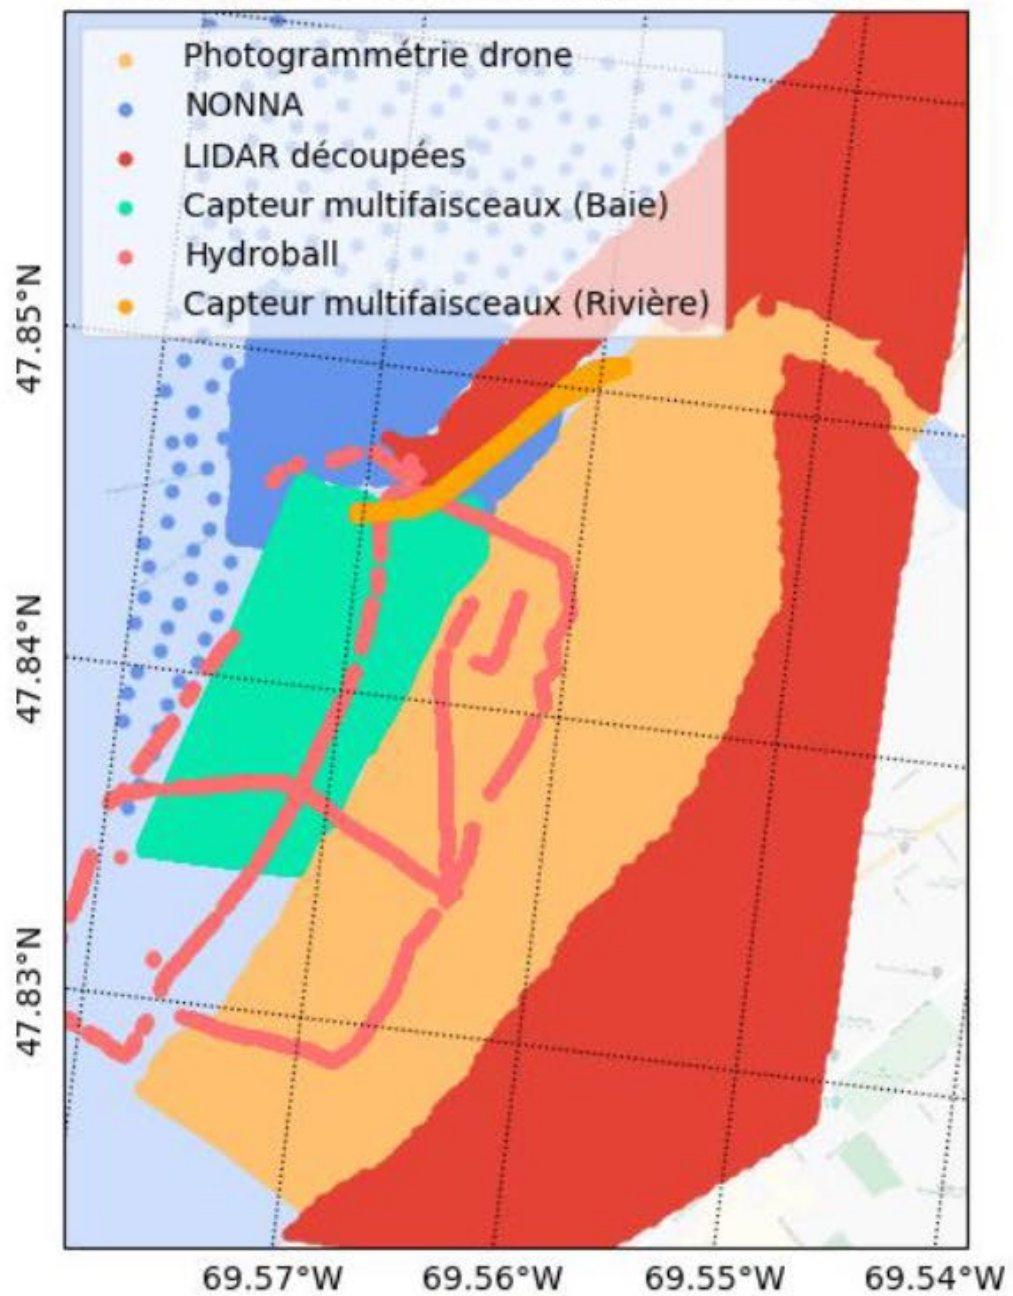 Photogrammétrie drone
NONNA
LIDAR découpées
Capteur multifaisceaux (Baie)
Hydroball
Capteur multifaisceaux (Rivière)
47.85°N
47.84°N
47.83°N
69.57°W
69.56°W
69.55°W
69.54°W